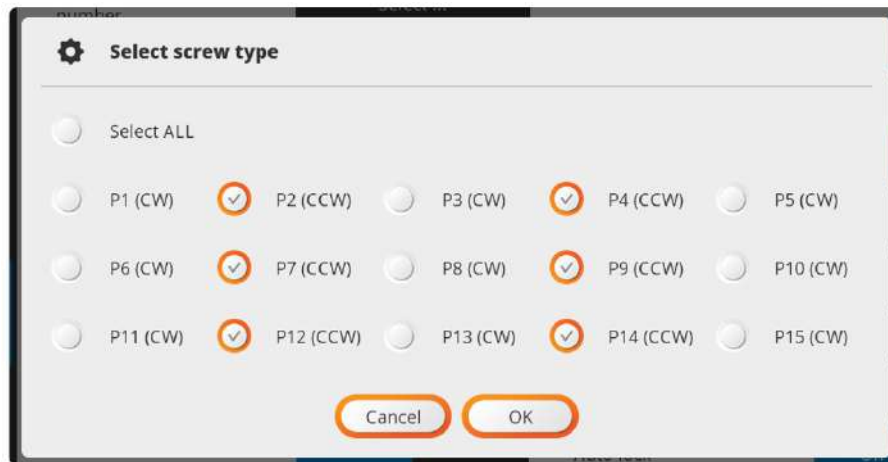 number
Select screw type
Select ALL
P1 (CW) P2 (CCW) P3 (CW) P4 (CCW) P5 (CW)
P6 (CW) P7 (CCW) P8 (CW) P9 (CCW) P10 (CW)
P11 (CW) P12 (CCW) P13 (CW) P14 (CCW) P15 (CW)
Cancel OK